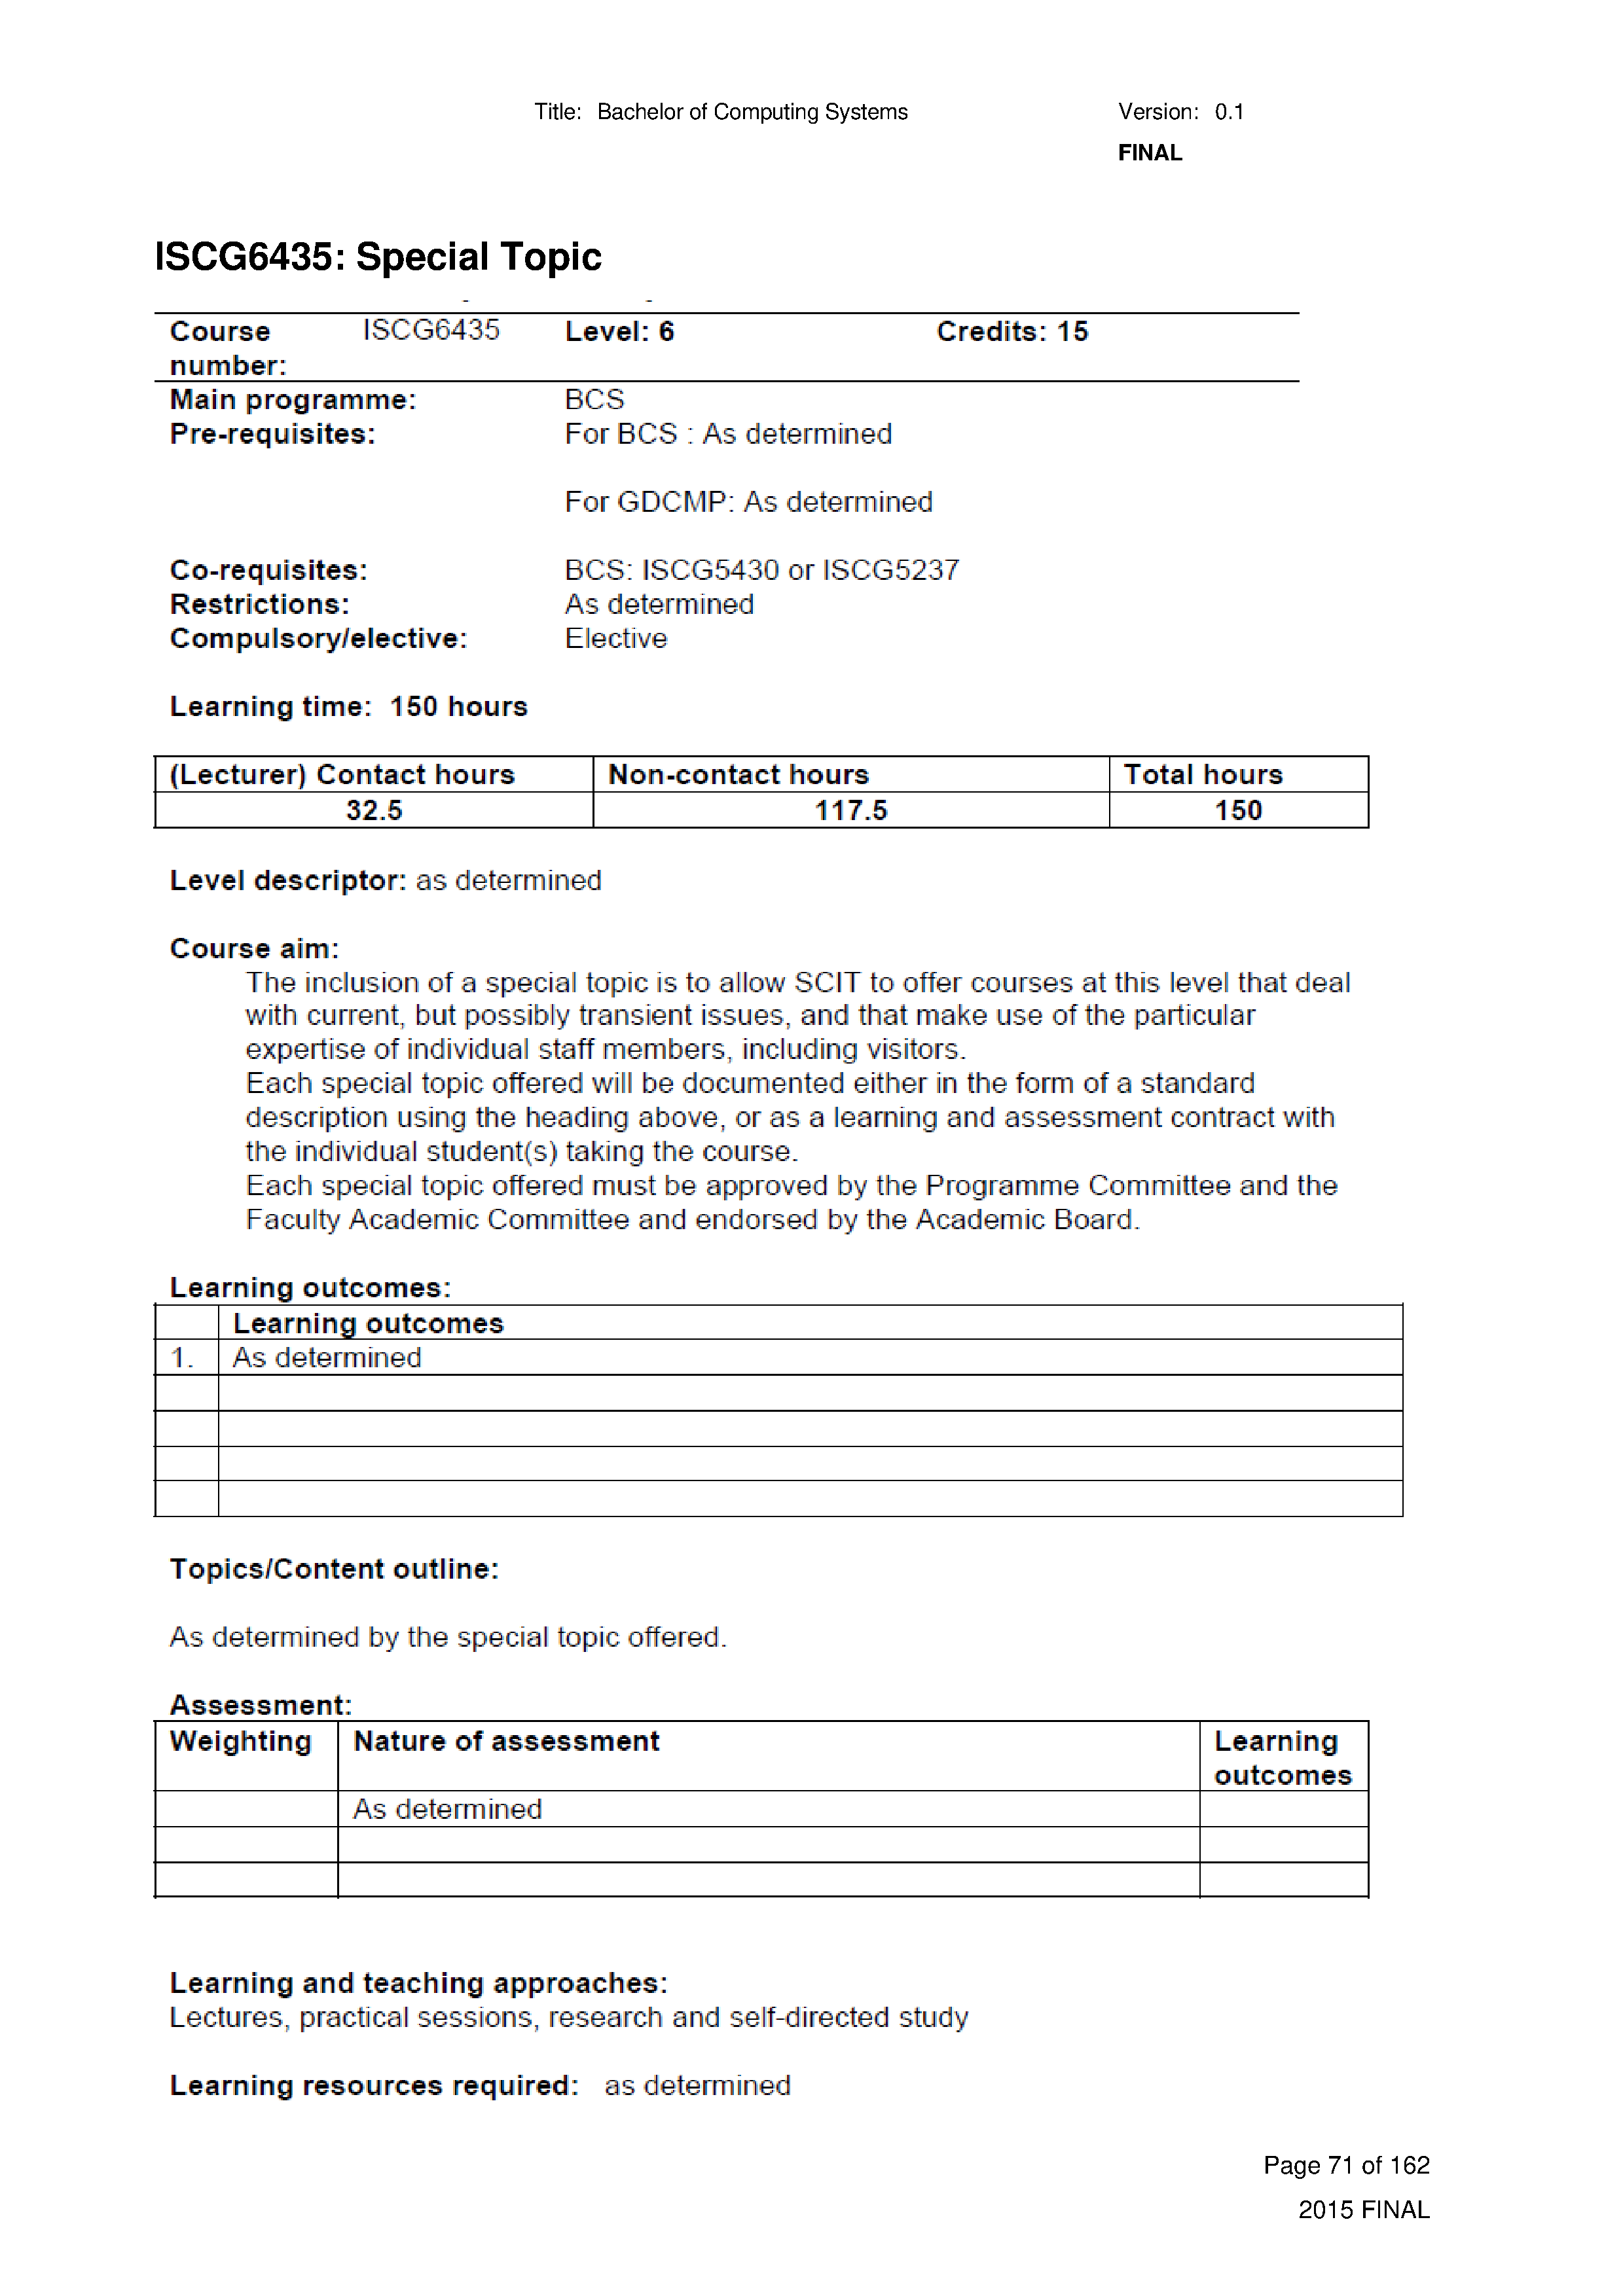 Title: Bachelor of Computing Systems Version: 0.1
FINAL
ISCG6435: Special Topic
Course ISCG6435 Level: 6 Credits: 15
number:
Main programme: BCS
Pre-requisites: For BCS : As determined
For GDCMP: As determined
Co-requisites: BCS: ISCG5430 or ISCG5237
Restrictions: As determined
Compulsory/elective: Elective
Learning time: 150 hours
(Lecturer) Contact hours Non-contact hours Total hours
32.5 117.5 150
Level descriptor: as determined
Course aim:
The inclusion of a special topic is to allow SCIT to offer courses at this level that deal
with current, but possibly transient issues, and that make use of the particular
expertise of individual staff members, including visitors.
Each special topic offered will be documented either in the form of a standard
description using the heading above, or as a learning and assessment contract with
the individual student(s) taking the course.
Each special topic offered must be approved by the Programme Committee and the
Faculty Academic Committee and endorsed by the Academic Board.
Learning outcomes:
Learning outcomes
1. As determined
Topics/Content outline:
As determined by the special topic offered.
Assessment:
Weighting Nature of assessment Learning
outcomes
As determined
Learning and teaching approaches:
Lectures, practical sessions, research and self-directed study
Learning resources required: as determined
Page 71 of 162
2015 FINAL